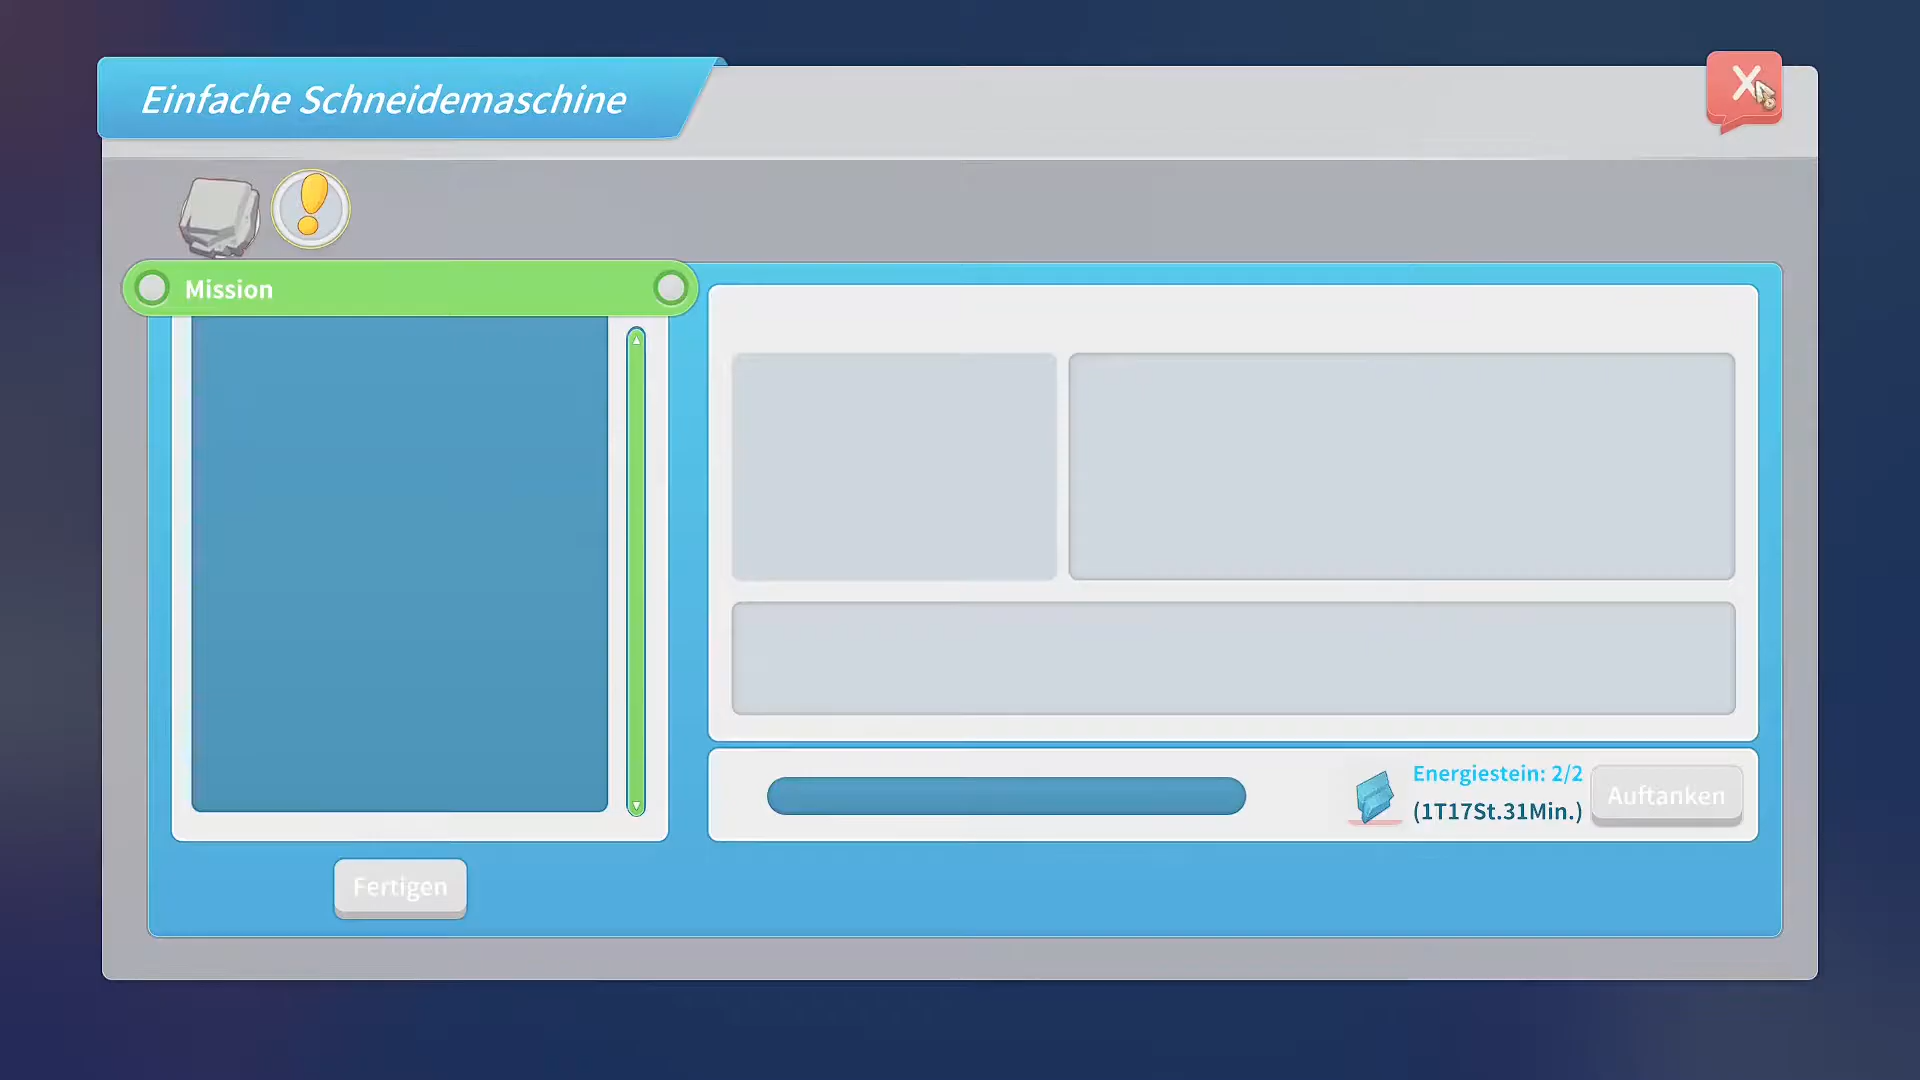 Einfache Schneidemaschine
X
Mission
Energiestein: 2/2
(1T17St.31Min.)
Auftanken
Fertigen